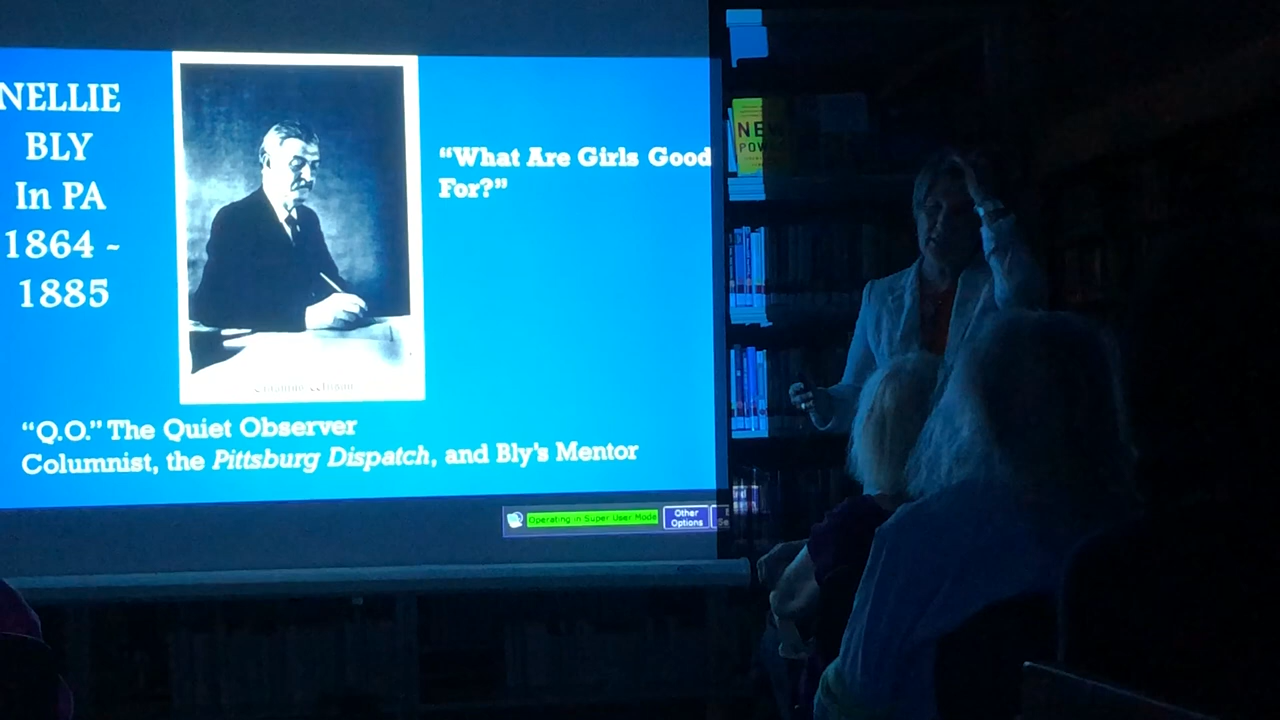 NELLIE
BLY
In PA
1864 -
1885
“What Are Girls Good
For?”
“Q.O.” The Quiet Observer
Columnist, the Pittsburg Dispatch, and Bly’s Mentor
Operating in Super User Mode
Other
Options
NEW